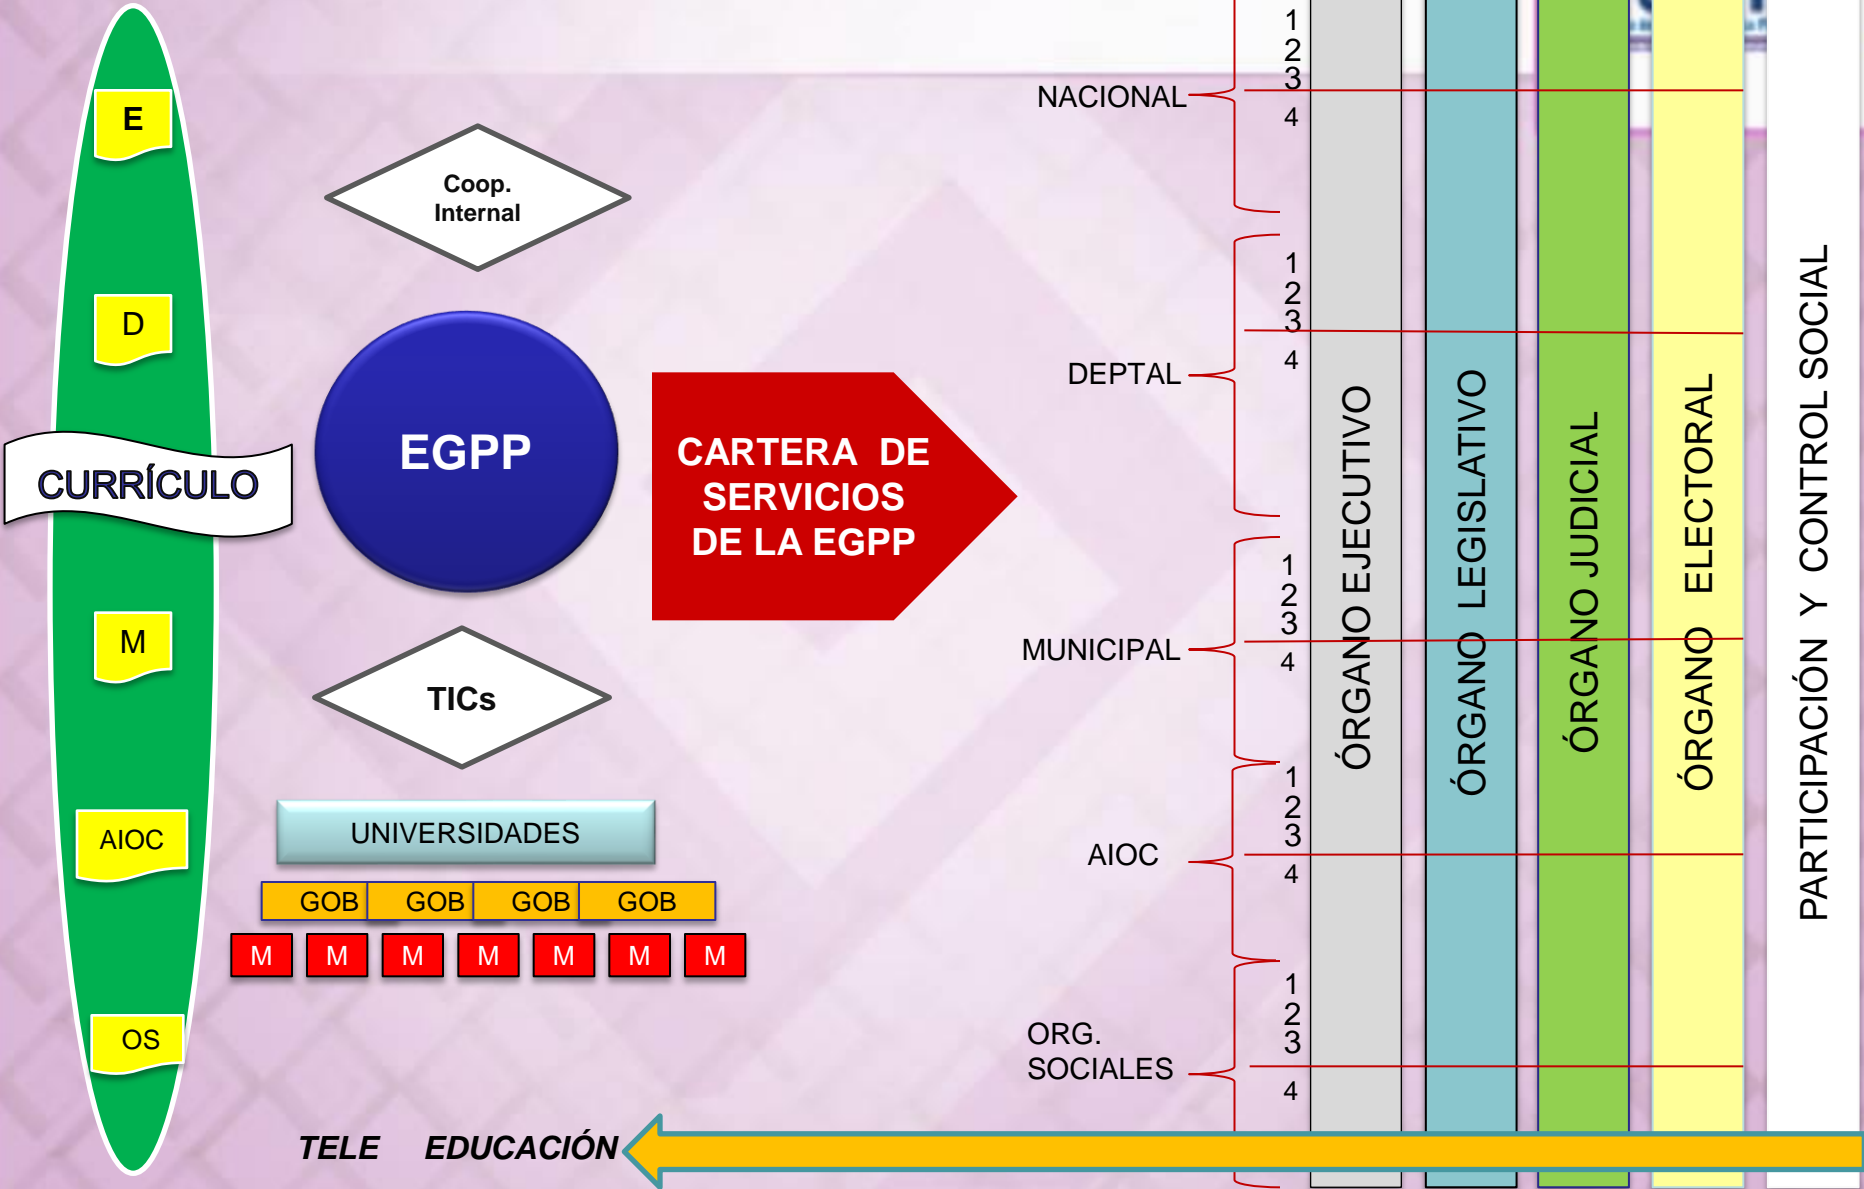 E
D
CURRÍCULO
M
AIOC
OS
Coop.
Internal
EGPP
TICs
UNIVERSIDADES
GOB GOB GOB GOB
M M M M M M M
TELE EDUCACIÓN
CARTERA DE
SERVICIOS
DE LA EGPP
NACIONAL
1
2
3
4
DEPTAL
1
2
3
4
MUNICIPAL
1
2
3
4
AIOC
1
2
3
4
ORG.
SOCIALES
1
2
3
4
ÓRGANO EJECUTIVO
ÓRGANO LEGISLATIVO
ÓRGANO JUDICIAL
ÓRGANO ELECTORAL
PARTICIPACIÓN Y CONTROL SOCIAL